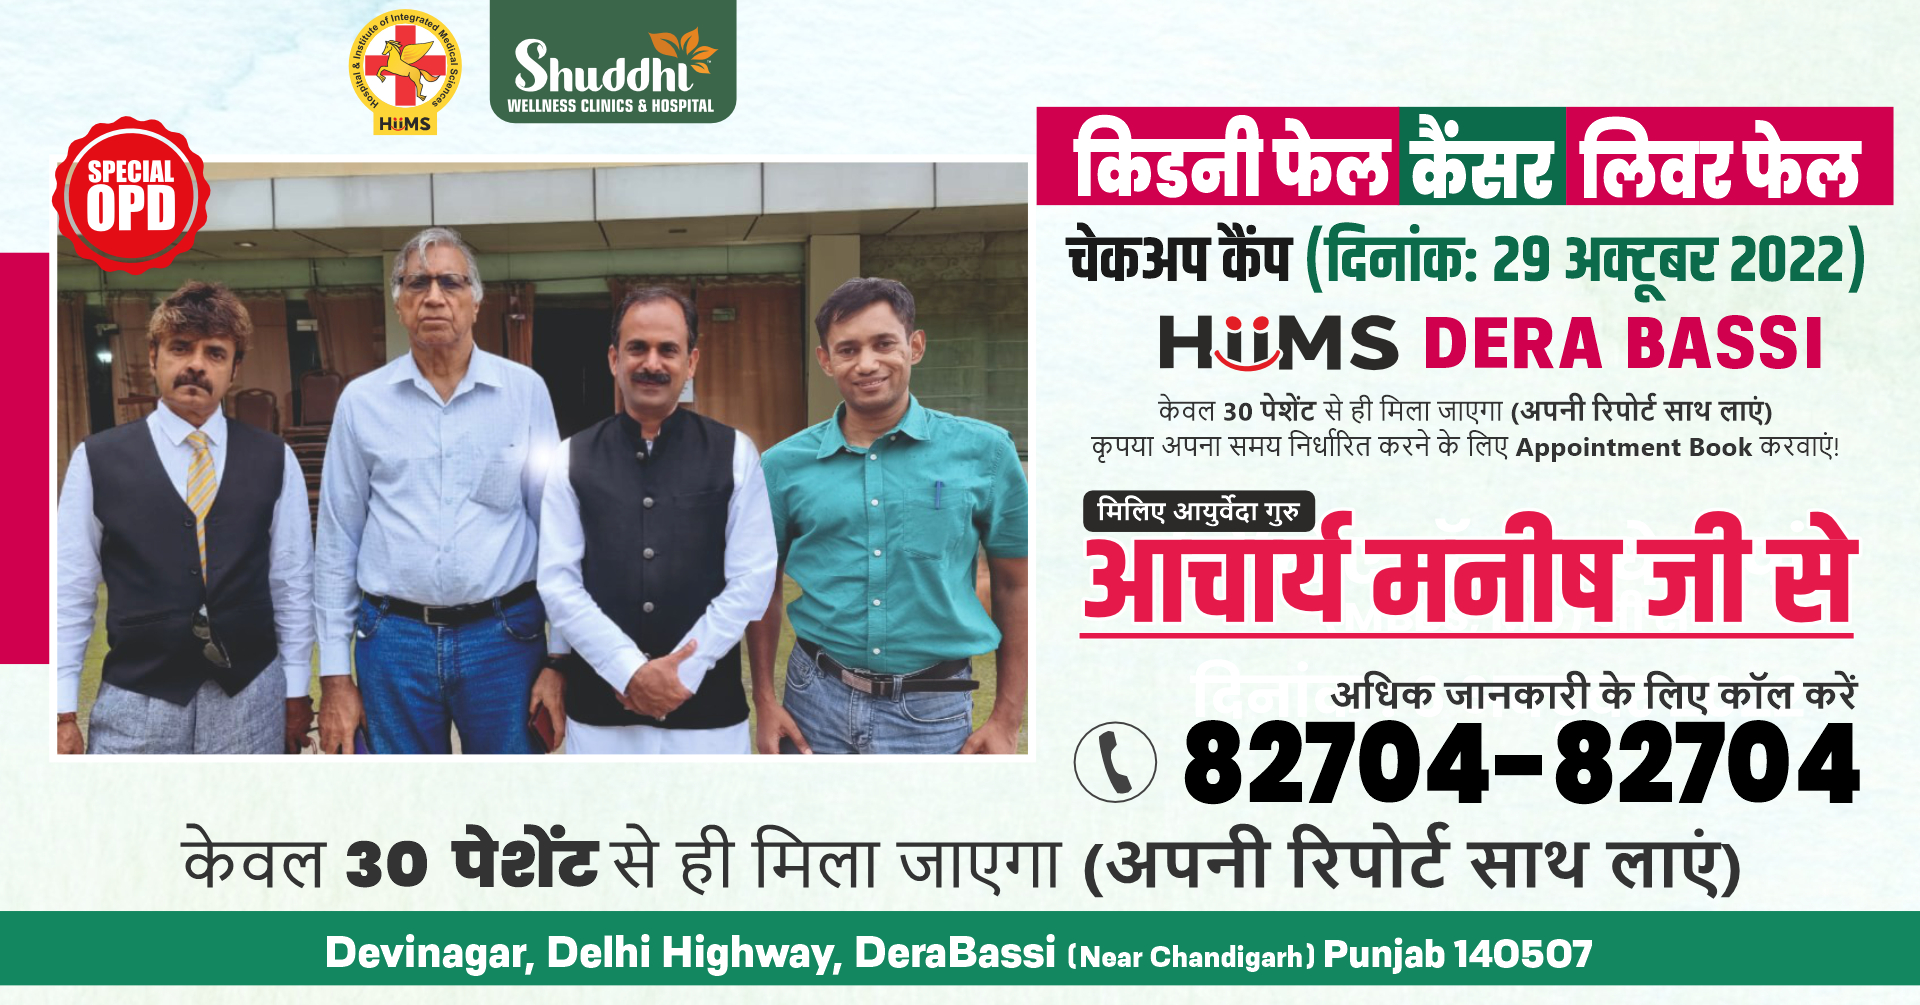 Hospital & Institute of Integrated Medical Sciences
HiiMS
Shuddhi
WELLNESS CLINICS & HOSPITAL
SPECIAL
OPD
किडनी फेल कैंसर लिवर फेल
चेकअप कैंप (दिनांक: 29 अक्टूबर 2022)
HiiMS DERA BASSI
केवल 30 पेशेंट से ही मिला जाएगा (अपनी रिपोर्ट साथ लाएं)
कृपया अपना समय निर्धारित करने के लिए Appointment Book करवाएं!
मिलिए आयुर्वेदा गुरु
आचार्य मनीष जी से
अधिक जानकारी के लिए कॉल करें
82704-82704
केवल 30 पेशेंट से ही मिला जाएगा (अपनी रिपोर्ट साथ लाएं)
Devinagar, Delhi Highway, DeraBassi (Near Chandigarh) Punjab 140507